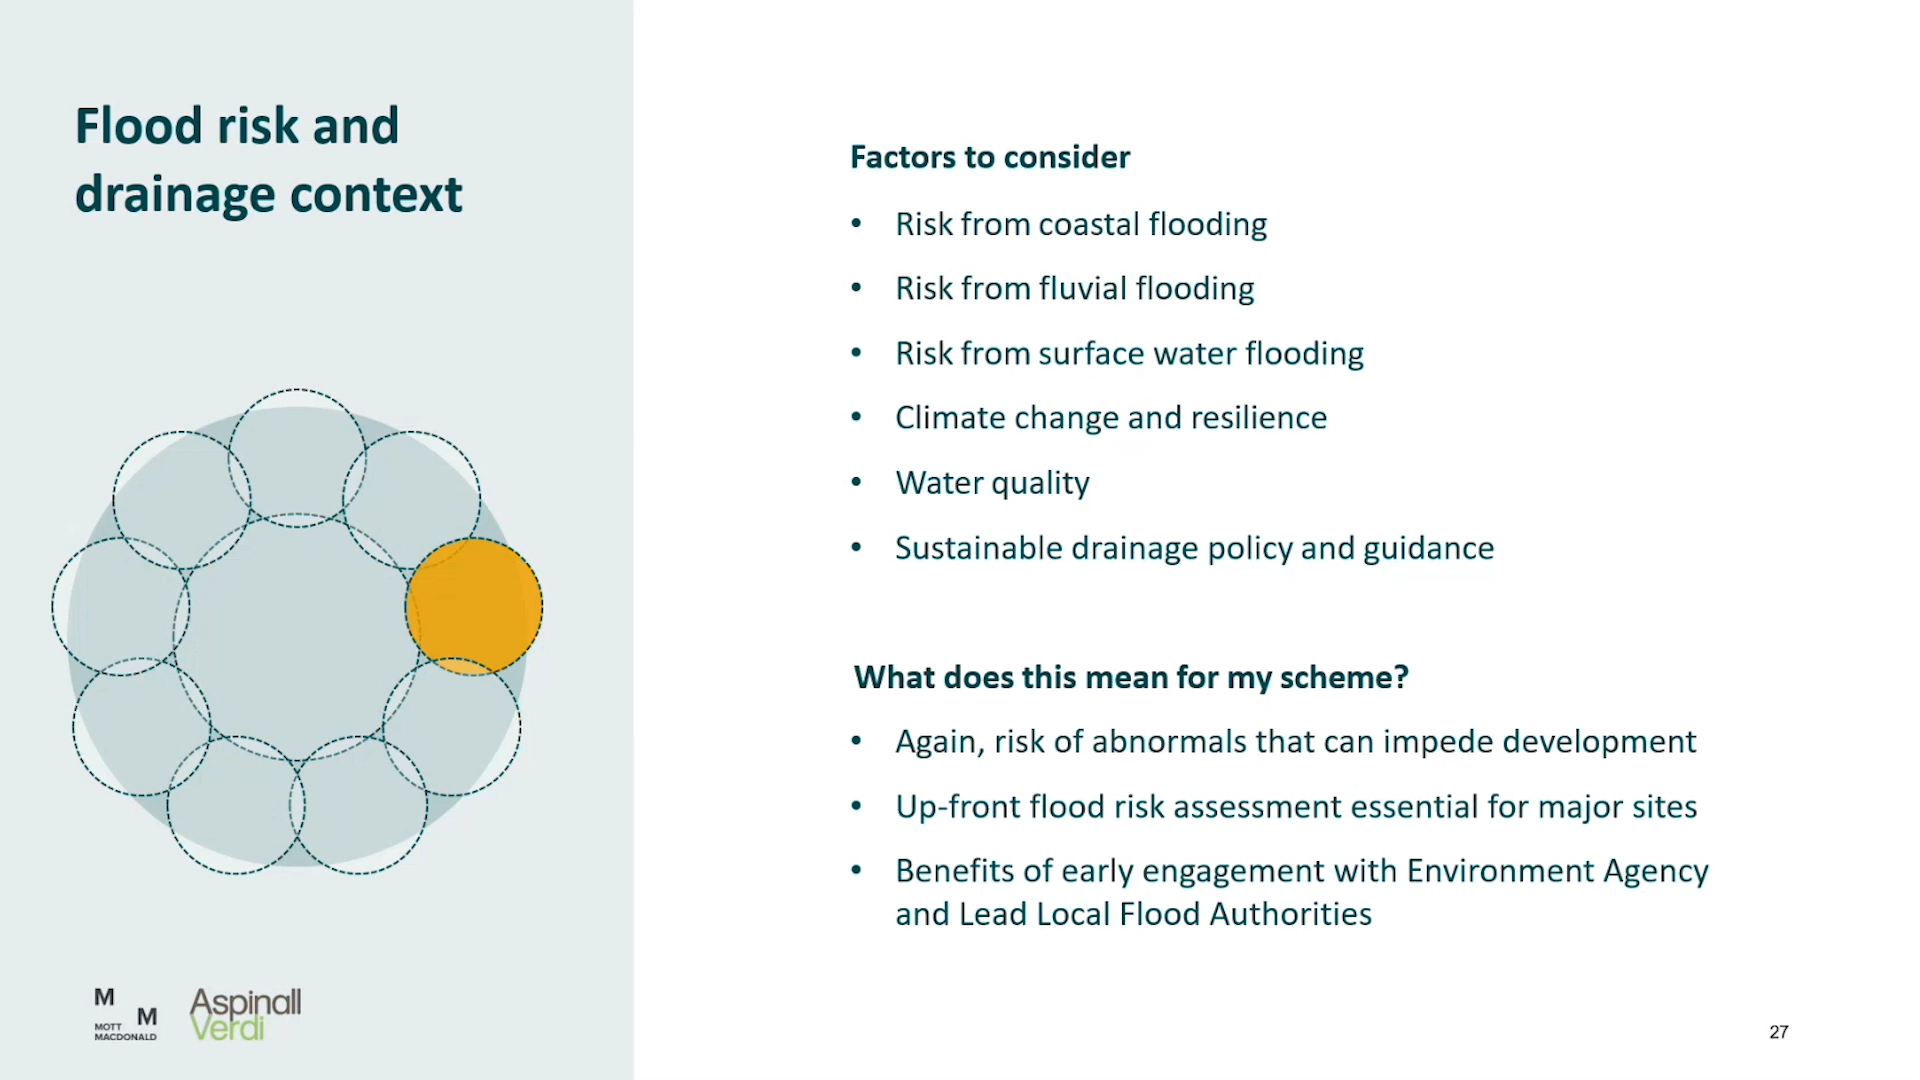 Flood risk and
drainage context
Factors to consider
• Risk from coastal flooding
• Risk from fluvial flooding
• Risk from surface water flooding
• Climate change and resilience
• Water quality
• Sustainable drainage policy and guidance
What does this mean for my scheme?
• Again, risk of abnormals that can impede development
• Up-front flood risk assessment essential for major sites
• Benefits of early engagement with Environment Agency
and Lead Local Flood Authorities
M
M
MOTT
MACDONALD
Aspinall
Verdi
27